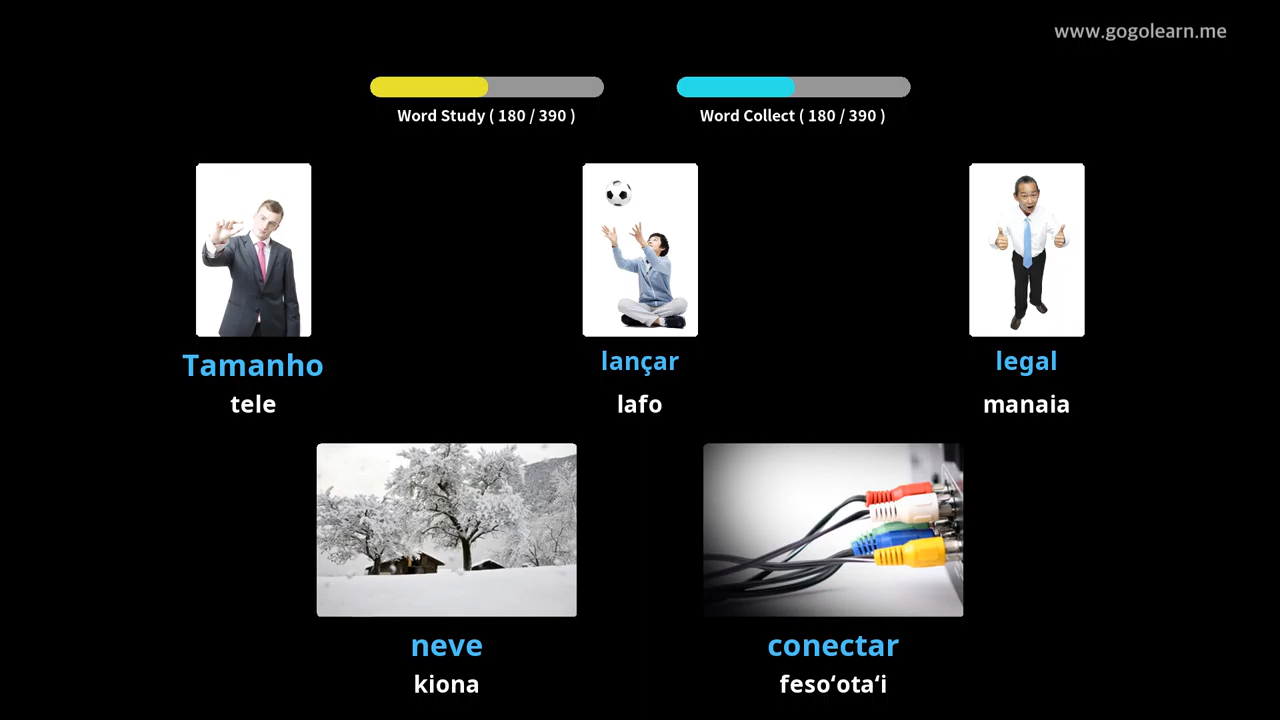 www.gogolearn.me
Word Study ( 180 / 390 )
Word Collect ( 180 / 390 )
Tamanho
tele
lançar
lafo
legal
manaia
neve
kiona
conectar
fesoʻotaʻi